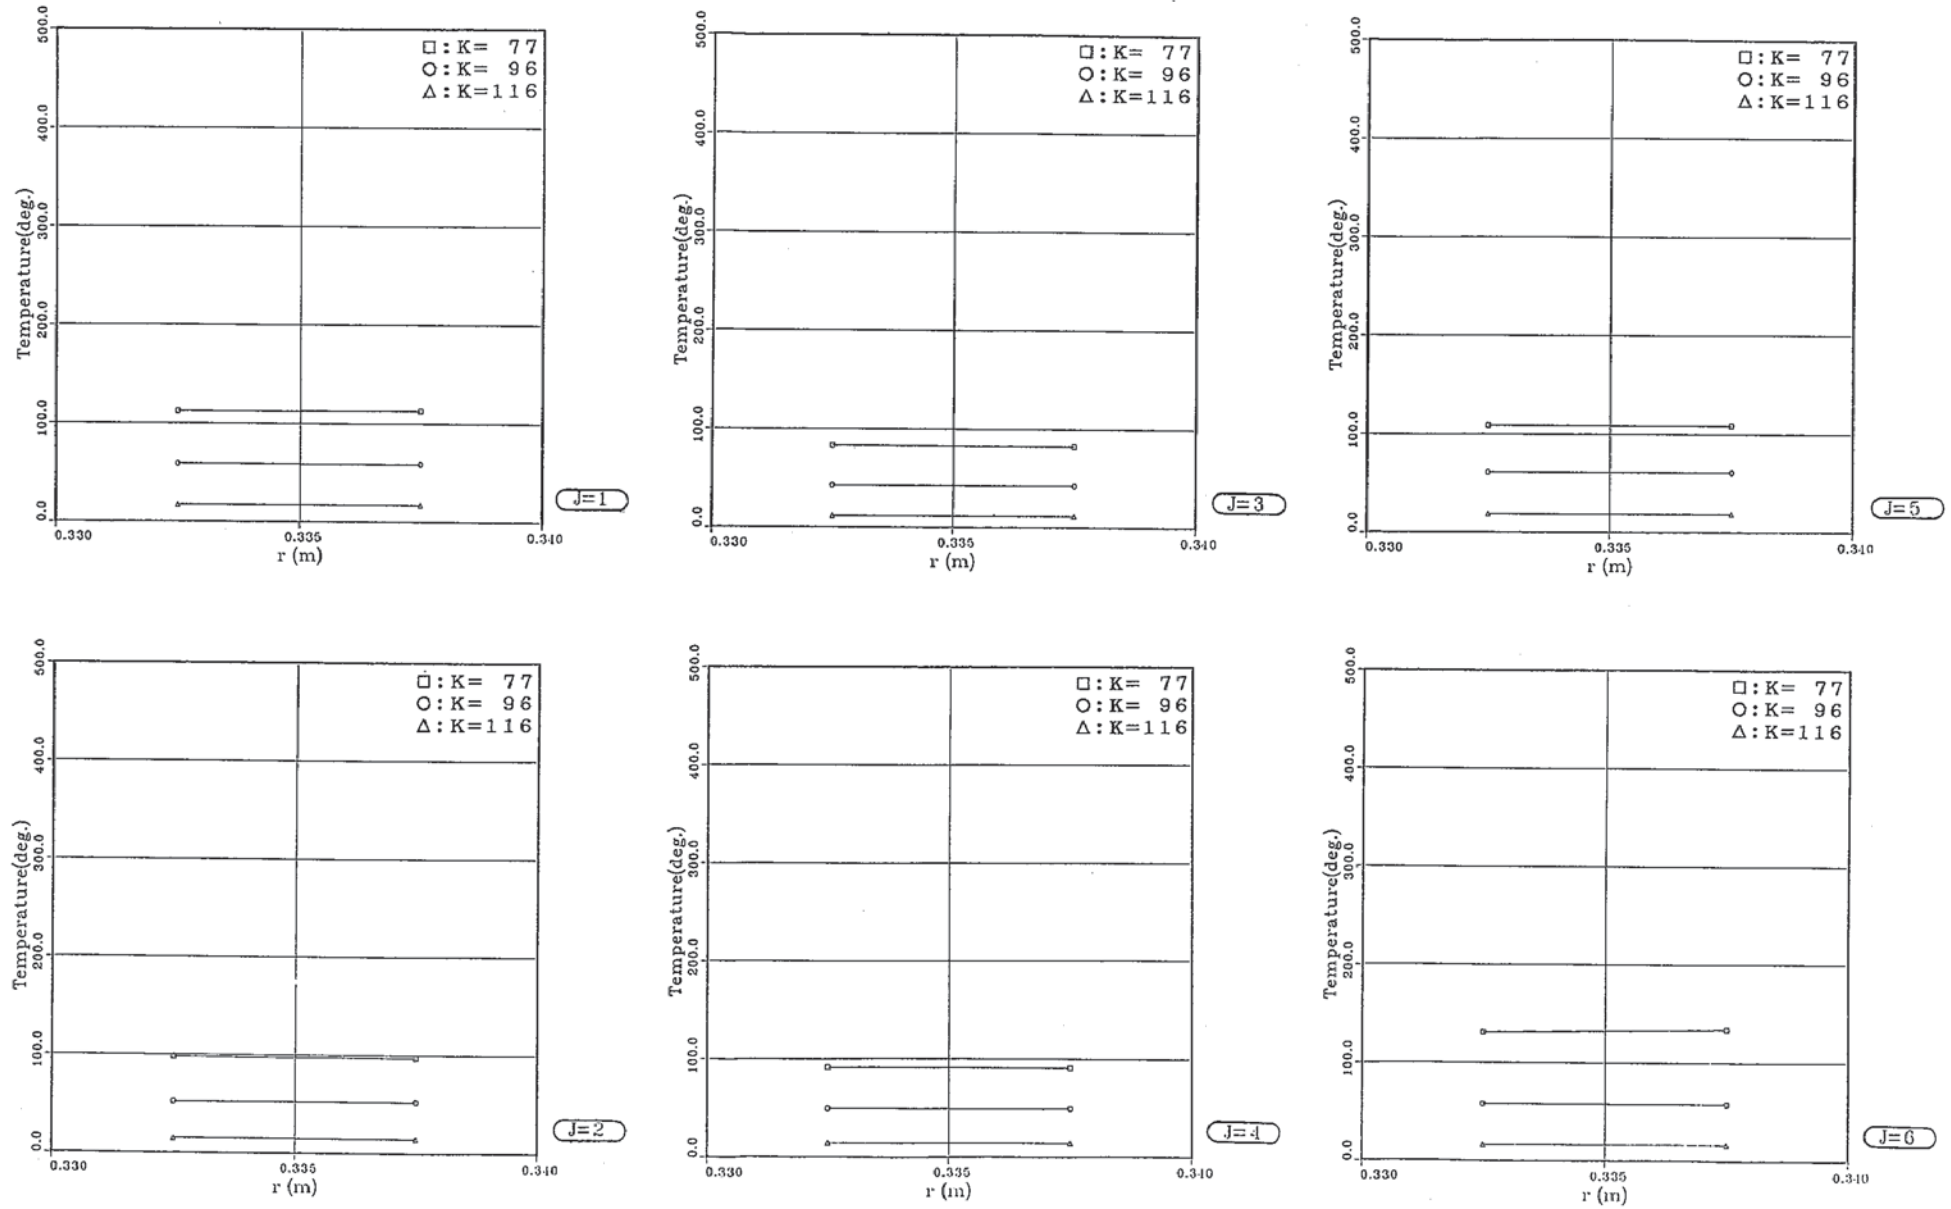 500.0
400.0
300.0
200.0
100.0
0.0
Temperature(deg.)
□:K= 77
○:K= 96
△:K=116
0.330
0.335
0.340
r (m)
J=1
500.0
400.0
300.0
200.0
100.0
0.0
Temperature(deg.)
□:K= 77
○:K= 96
△:K=116
0.330
0.335
0.340
r (m)
J=3
500.0
400.0
300.0
200.0
100.0
0.0
Temperature(deg.)
□:K= 77
○:K= 96
△:K=116
0.330
0.335
0.340
r (m)
J=5
500.0
400.0
300.0
200.0
100.0
0.0
Temperature(deg.)
□:K= 77
○:K= 96
△:K=116
0.330
0.335
0.340
r (m)
J=2
500.0
400.0
300.0
200.0
100.0
0.0
Temperature(deg.)
□:K= 77
○:K= 96
△:K=116
0.330
0.335
0.340
r (m)
J=4
500.0
400.0
300.0
200.0
100.0
0.0
Temperature(deg.)
□:K= 77
○:K= 96
△:K=116
0.330
0.335
0.340
r (m)
J=6